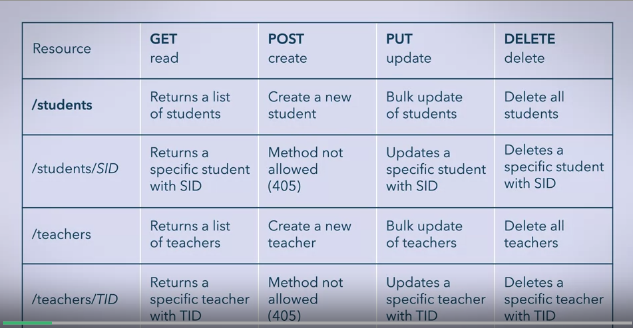 Resource
GET
read
POST
create
PUT
update
DELETE
delete
/students
Returns a list
of students
Create a new
student
Bulk update
of students
Delete all
students
/students/SID
Returns a
specific student
with SID
Method not
allowed
(405)
Updates a
specific student
with SID
Deletes a
specific student
with SID
/teachers
Returns a list
of teachers
Create a new
teacher
Bulk update
of teachers
Delete all
teachers
/teachers/TID
Returns a
specific teacher
with TID
Method not
allowed
(405)
Updates a
specific teacher
with TID
Deletes a
specific teacher
with TID